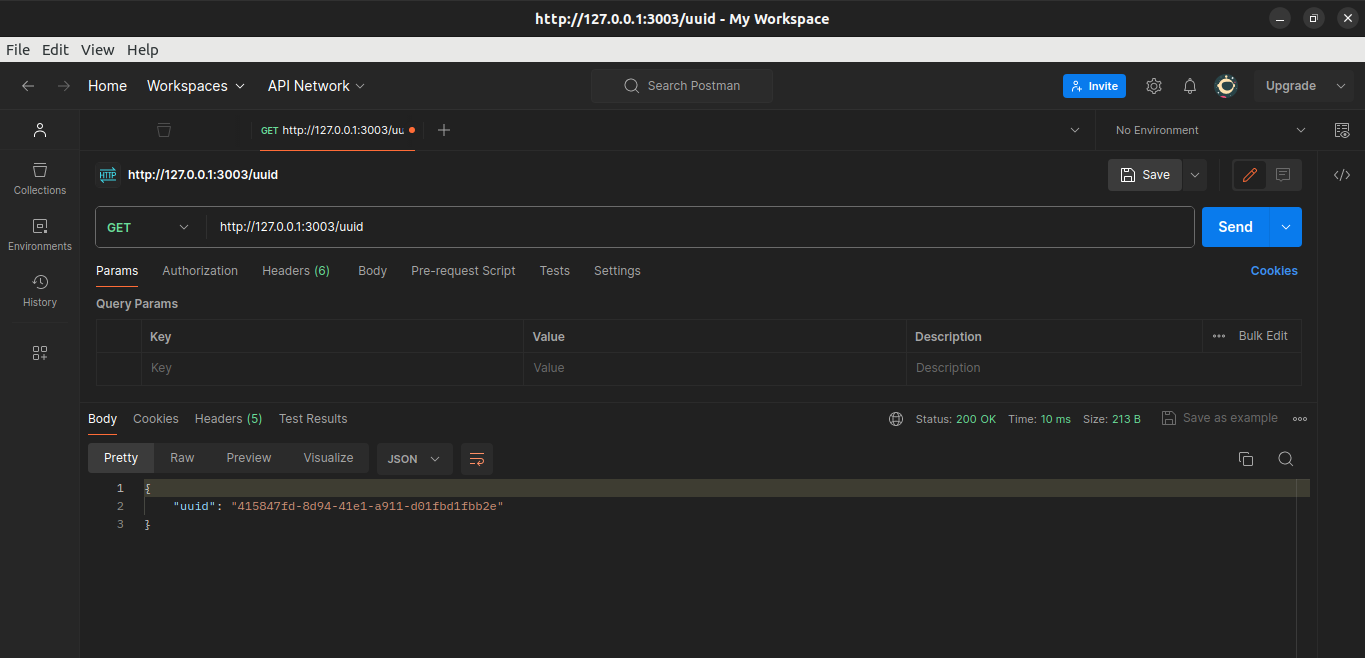 http://127.0.0.1:3003/uuid - My Workspace
File Edit View Help
Home Workspaces API Network Search Postman Invite Upgrade
GET http://127.0.0.1:3003/uu No Environment
HTTP http://127.0.0.1:3003/uuid Save
Collections
GET http://127.0.0.1:3003/uuid Send
Environments
Params Authorization Headers (6) Body Pre-request Script Tests Settings Cookies
History
Query Params
Key Value Description Bulk Edit
Key Value Description
Body Cookies Headers (5) Test Results Status: 200 OK Time: 10 ms Size: 213 B Save as example
Pretty Raw Preview Visualize JSON
1 {
2 "uuid": "415847fd-8d94-41e1-a911-d01fbd1fbb2e"
3 }